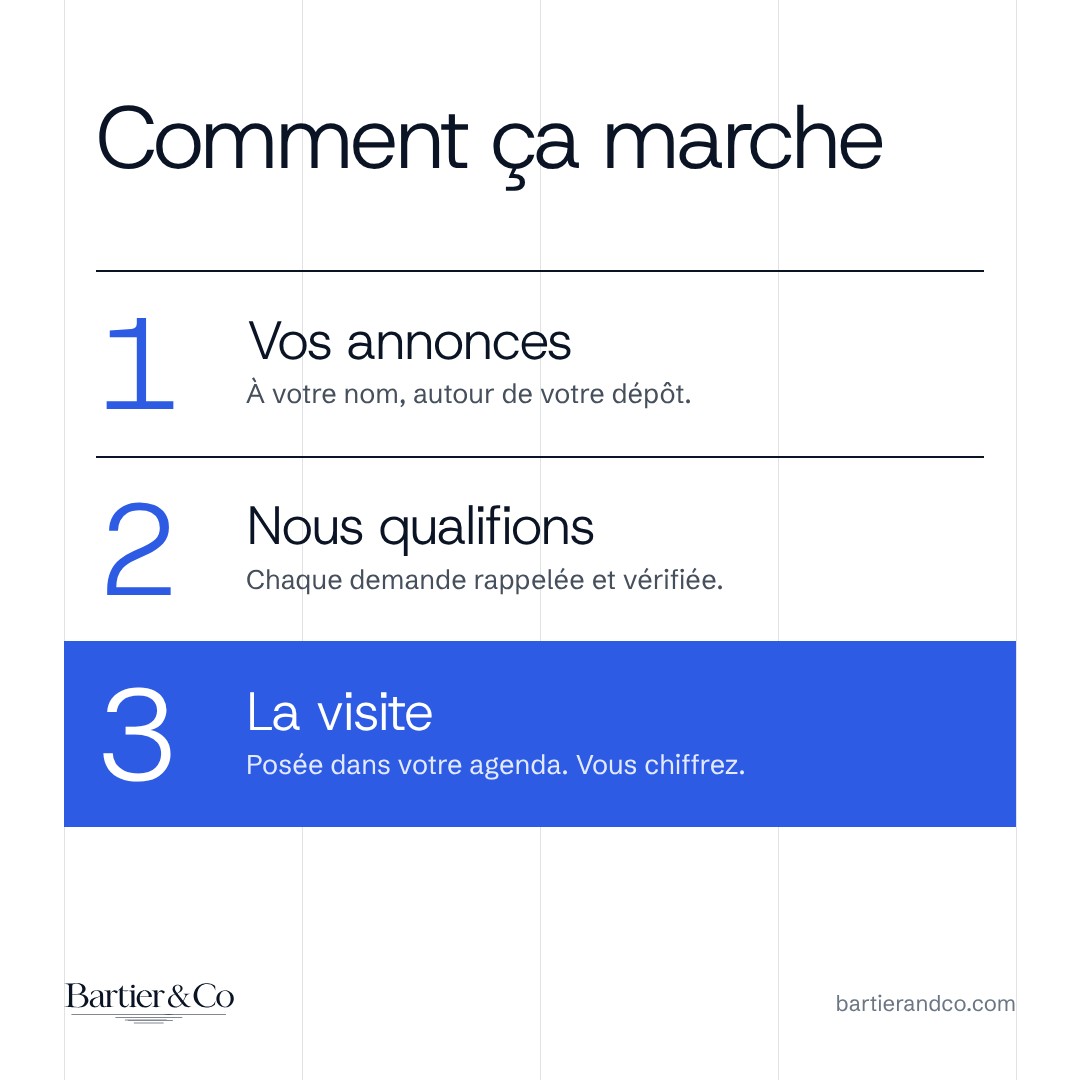 Comment ça marche
1
Vos annonces
À votre nom, autour de votre dépôt.
2
Nous qualifions
Chaque demande rappelée et vérifiée.
3
La visite
Posée dans votre agenda. Vous chiffrez.
Bartier & Co
bartierandco.com